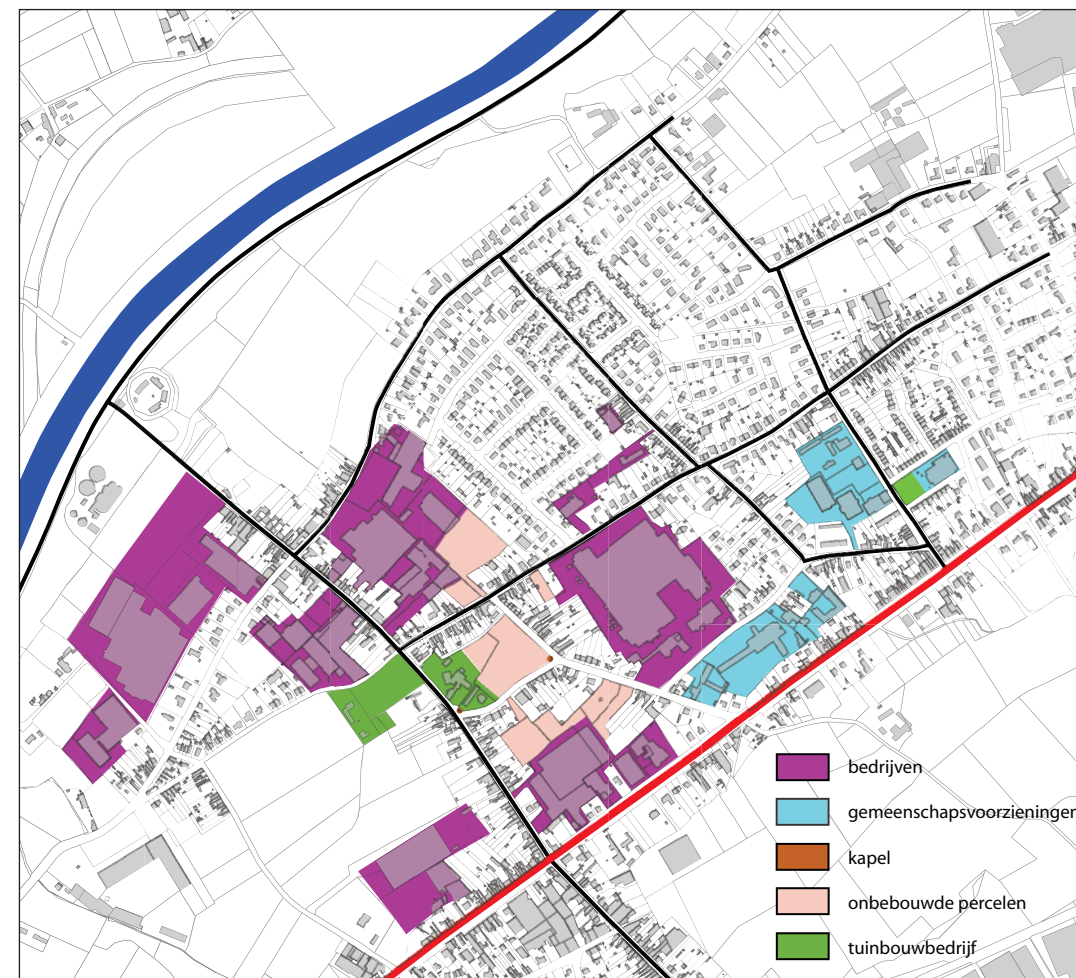 bedrijven
gemeenschapsvoorzieningen
kapel
onbebouwde percelen
tuinbouwbedrijf